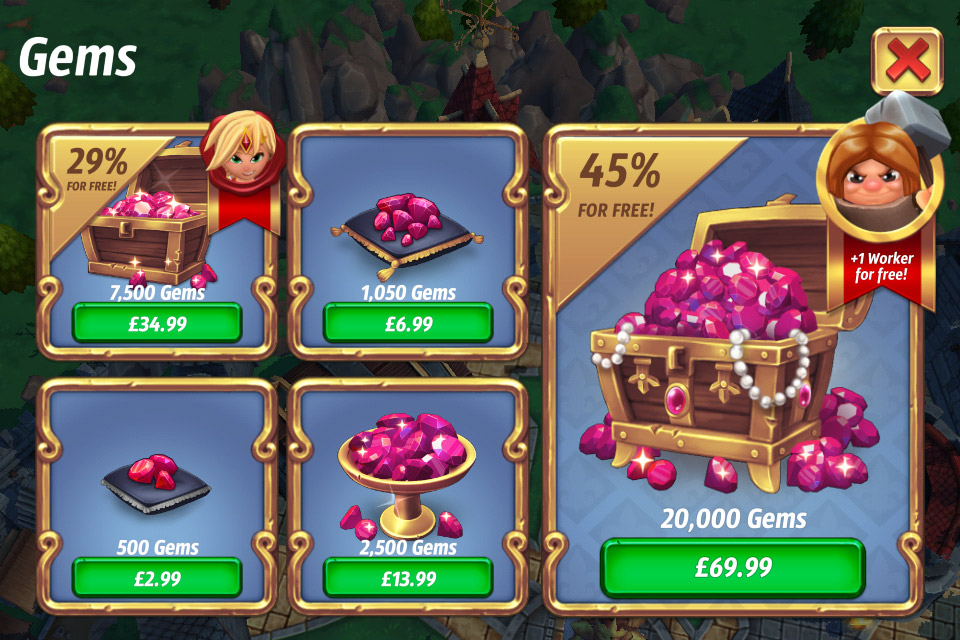 Gems
29%
FOR FREE!
7,500 Gems
£34.99
1,050 Gems
£6.99
500 Gems
£2.99
2,500 Gems
£13.99
45%
FOR FREE!
+1 Worker
for free!
20,000 Gems
£69.99